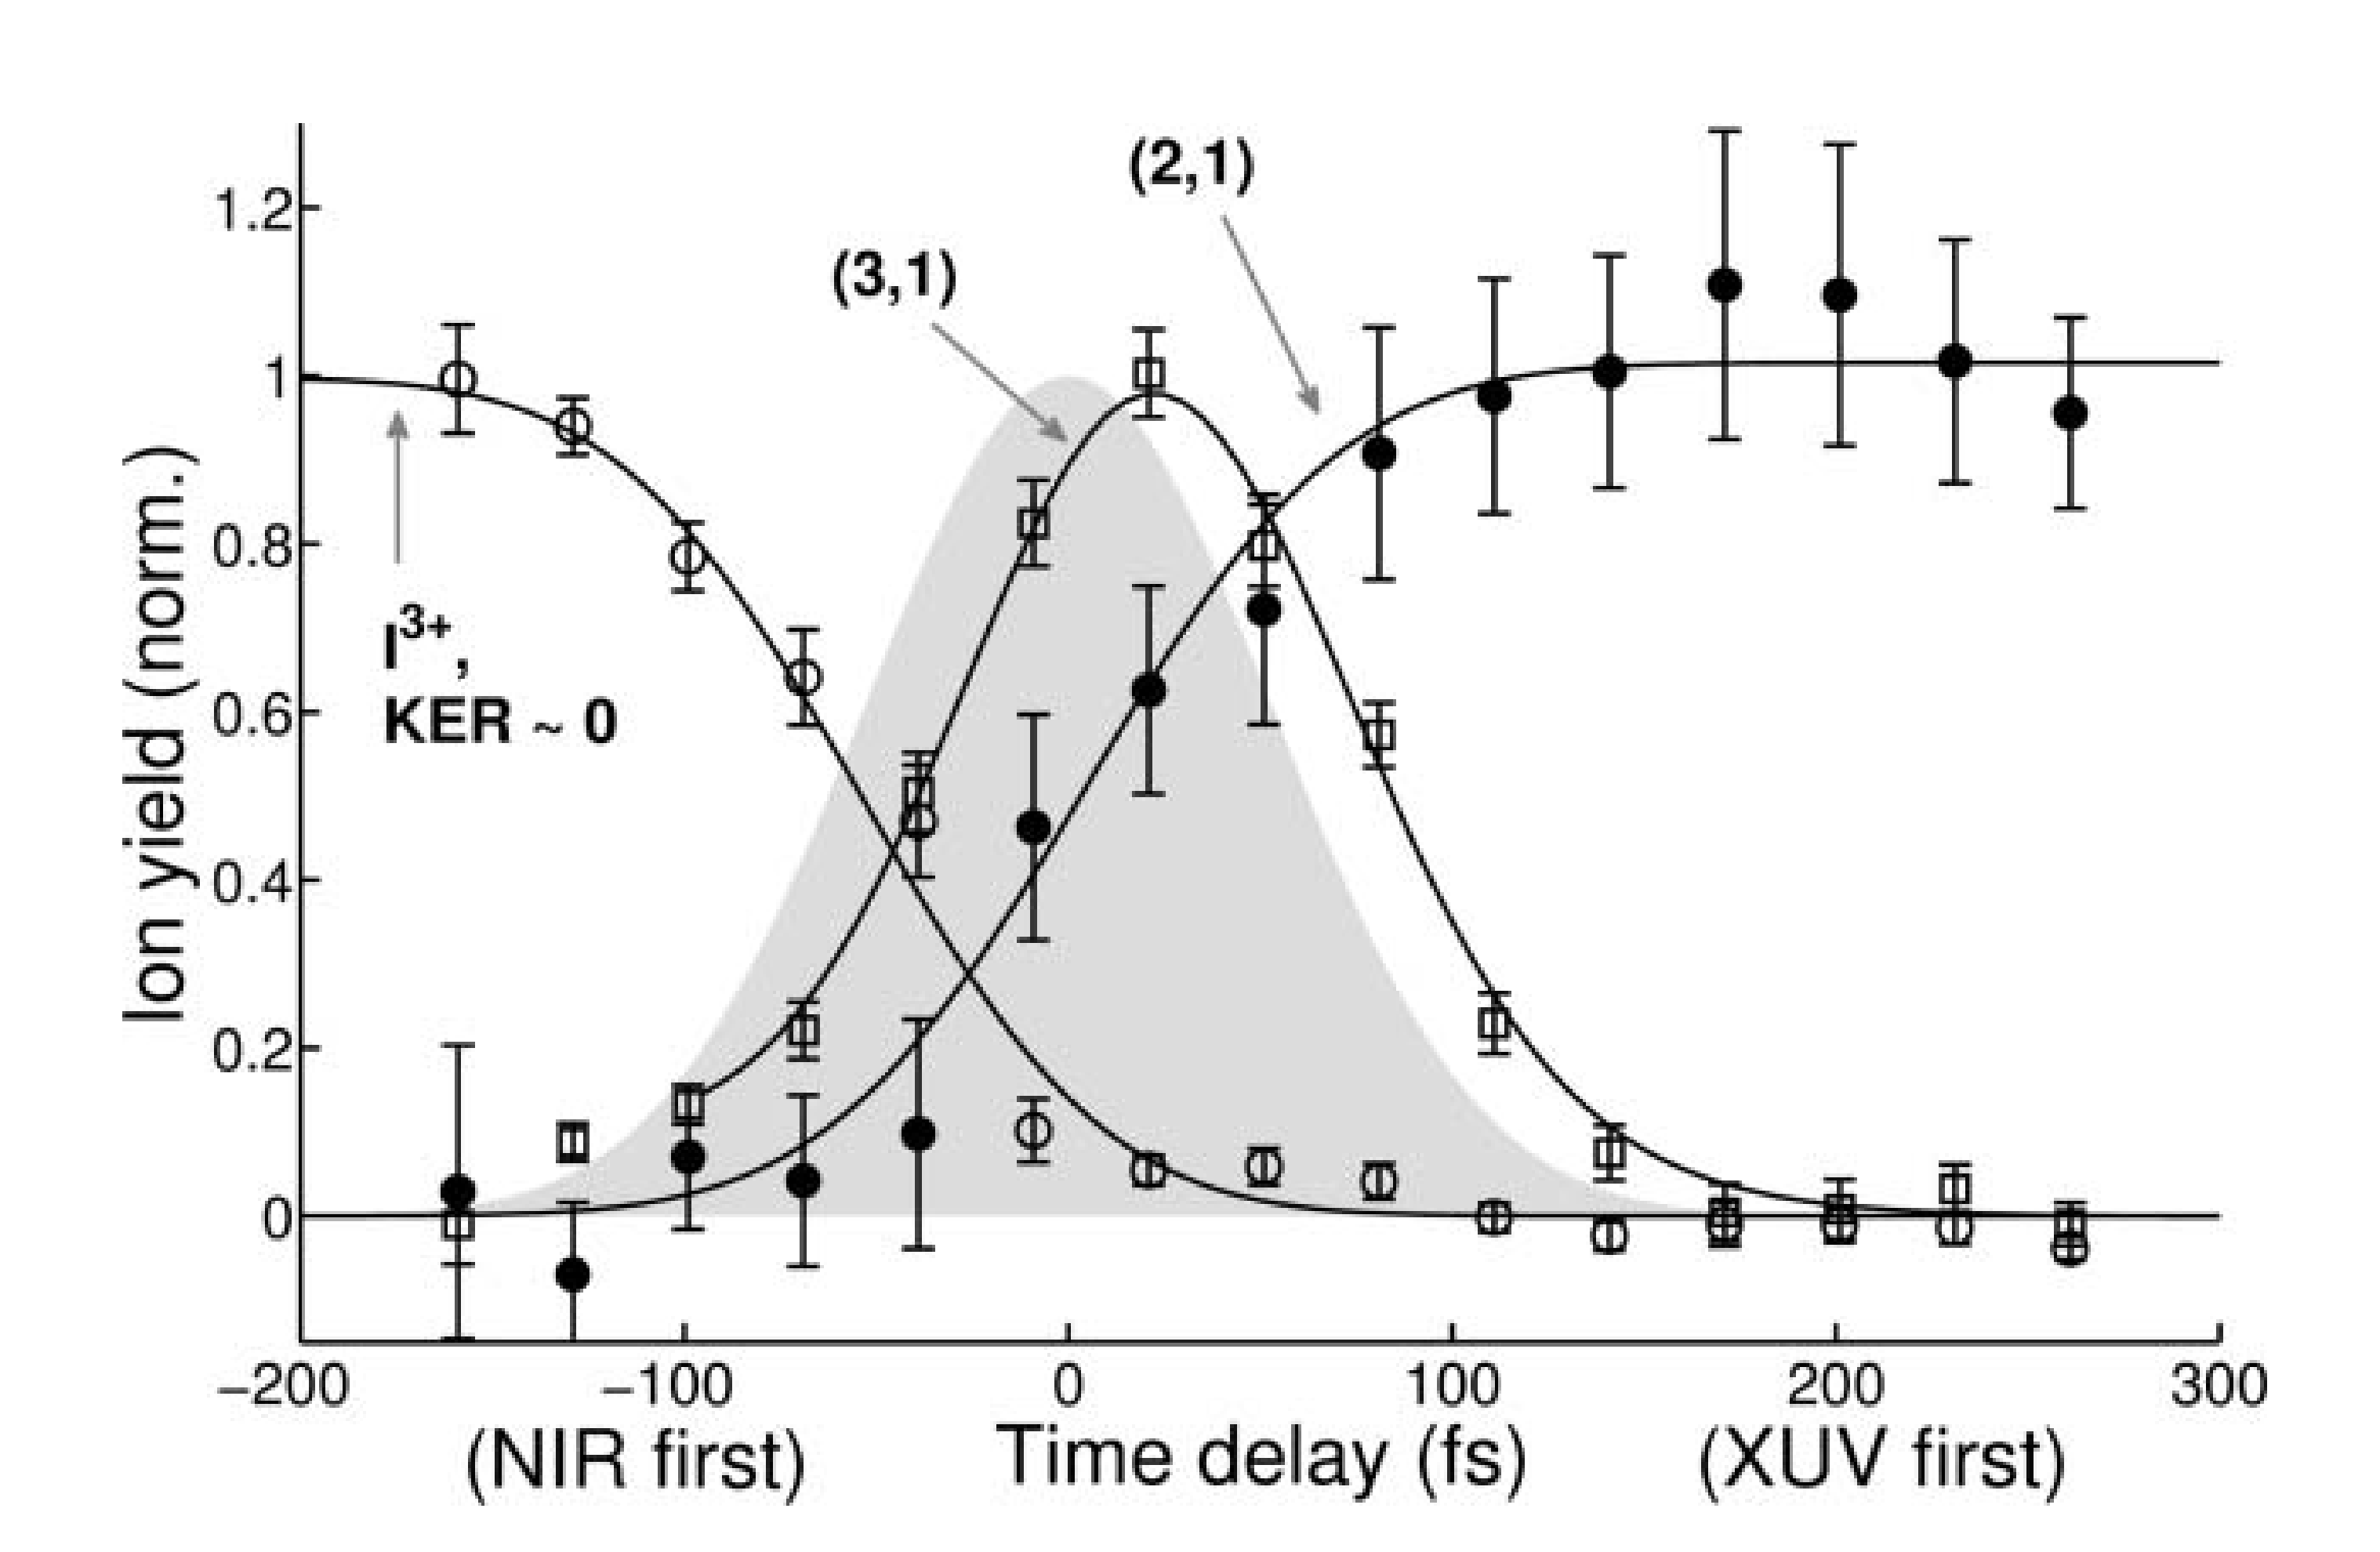 (2,1)
(3,1)
1.2
1
0.8
0.6
0.4
0.2
0
Ion yield (norm.)
I³⁺,
KER ~ 0
−200 −100 0 100 200 300
(NIR first) Time delay (fs) (XUV first)